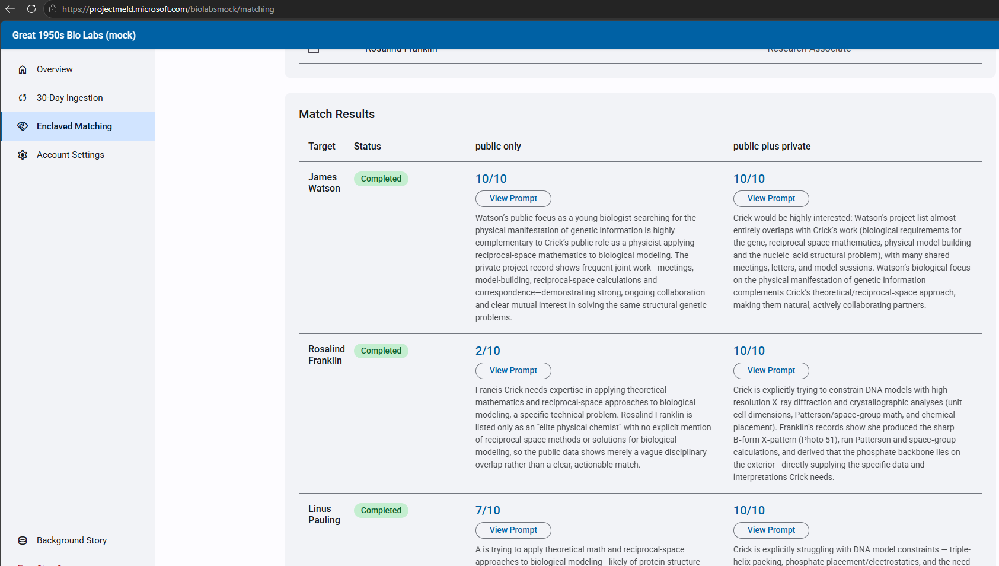 https://projectmeld.microsoft.com/biolabsmock/matching
Great 1950s Bio Labs (mock)
Overview
30-Day Ingestion
Enclaved Matching
Account Settings
Background Story
Rosalind Franklin
Research Associate
Match Results
Target
Status
public only
public plus private
James
Watson
Completed
10/10
View Prompt
Watson’s public focus as a young biologist searching for the
physical manifestation of genetic information is highly
complementary to Crick’s public role as a physicist applying
reciprocal-space mathematics to biological modeling. The
private project record shows frequent joint work—meetings,
model-building, reciprocal-space calculations and
correspondence—demonstrating strong, ongoing collaboration
and clear mutual interest in solving the same structural genetic
problems.
10/10
View Prompt
Crick would be highly interested: Watson's project list almost
entirely overlaps with Crick's work (biological requirements for
the gene, reciprocal-space mathematics, physical model building
and the nucleic-acid structural problem), with many shared
meetings, letters, and model sessions. Watson’s biological focus
on the physical manifestation of genetic information
complements Crick’s theoretical/reciprocal-space approach,
making them natural, actively collaborating partners.
Rosalind
Franklin
Completed
2/10
View Prompt
Francis Crick needs expertise in applying theoretical
mathematics and reciprocal-space approaches to biological
modeling, a specific technical problem. Rosalind Franklin is
listed only as an "elite physical chemist" with no explicit mention
of reciprocal-space methods or solutions for biological
modeling, so the public data shows merely a vague disciplinary
overlap rather than a clear, actionable match.
10/10
View Prompt
Crick is explicitly trying to constrain DNA models with high-
resolution X-ray diffraction and crystallographic analyses (unit
cell dimensions, Patterson/space-group math, and chemical
placement). Franklin’s records show she produced the sharp
B-form X-pattern (Photo 51), ran Patterson and space-group
calculations, and derived that the phosphate backbone lies on
the exterior—directly supplying the specific data and
interpretations Crick needs.
Linus
Pauling
Completed
7/10
View Prompt
A is trying to apply theoretical math and reciprocal-space
approaches to biological modeling—likely of protein structure—
10/10
View Prompt
Crick is explicitly struggling with DNA model constraints — triple-
helix packing, phosphate placement/electrostatics, and the need